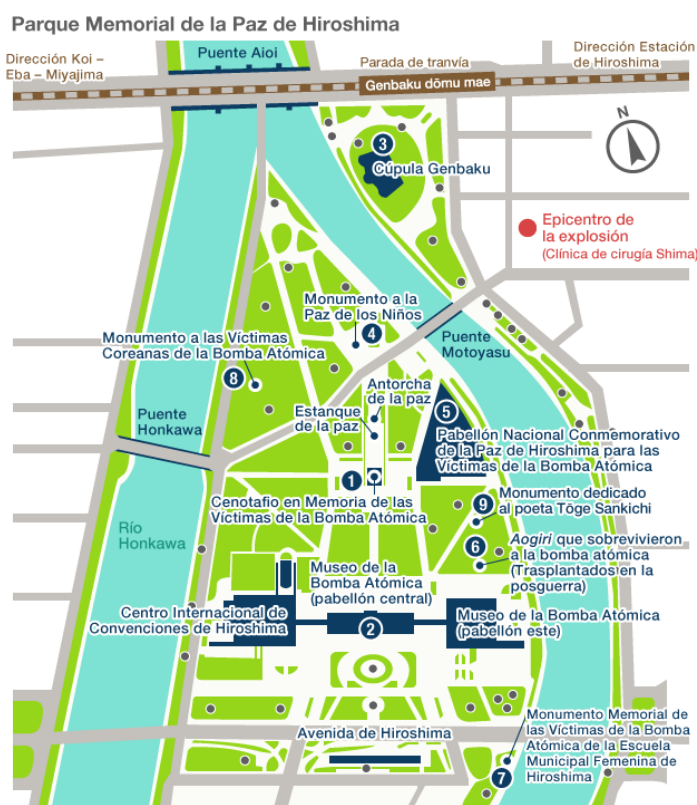 Parque Memorial de la Paz de Hiroshima
Puente Aioi
Dirección Koi –
Eba – Miyajima
Parada de tranvía
Genbaku dōmu mae
Dirección Estación
de Hiroshima
N
3
Cúpula Genbaku
Epicentro de
la explosión
(Clínica de cirugía Shima)
Monumento a la
Paz de los Niños
4
Puente
Motoyasu
Monumento a las Víctimas
Coreanas de la Bomba Atómica
8
Antorcha
de la paz
Estanque
de la paz
5
Pabellón Nacional Conmemorativo
de la Paz de Hiroshima para las
Víctimas de la Bomba Atómica
Puente
Honkawa
1
Cenotafio en Memoria de las
Víctimas de la Bomba Atómica
9
Monumento dedicado
al poeta Tōge Sankichi
Río
Honkawa
6
Aogiri que sobrevivieron
a la bomba atómica
(Trasplantados en la
posguerra)
Museo de la
Bomba Atómica
(pabellón central)
Centro Internacional de
Convenciones de Hiroshima
2
Museo de la Bomba Atómica
(pabellón este)
Avenida de Hiroshima
Monumento Memorial de
las Víctimas de la Bomba
Atómica de la Escuela
Municipal Femenina de
Hiroshima
7